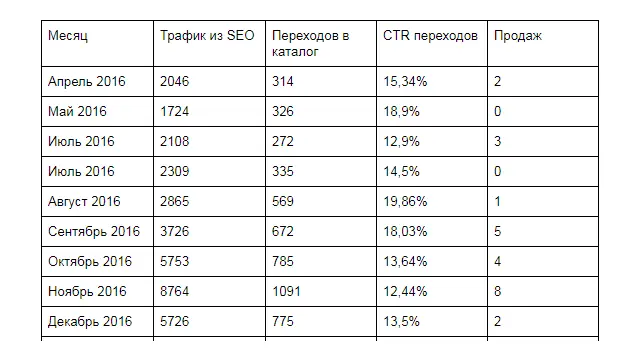 Месяц Трафик из SEO Переходов в каталог CTR переходов Продаж
Апрель 2016 2046 314 15,34% 2
Май 2016 1724 326 18,9% 0
Июль 2016 2108 272 12,9% 3
Июль 2016 2309 335 14,5% 0
Август 2016 2865 569 19,86% 1
Сентябрь 2016 3726 672 18,03% 5
Октябрь 2016 5753 785 13,64% 4
Ноябрь 2016 8764 1091 12,44% 8
Декабрь 2016 5726 775 13,5% 2